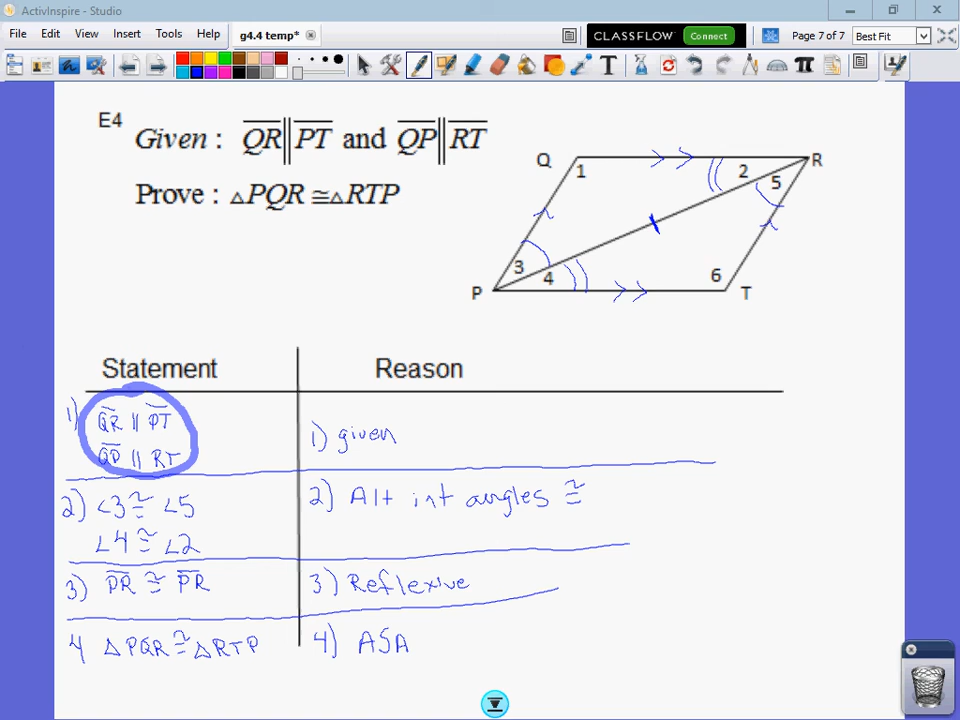 ActivInspire - Studio
File Edit View Insert Tools Help g4.4 temp* CLASSFLOW Connect Page 7 of 7 Best Fit
E4
Given : QR || PT and QP || RT
Prove : △PQR ≅ △RTP
Q 1 2 R
5
3 4 6
P T
Statement Reason
1) QR || PT
QP || RT
1) given
2) ∠3 ≅ ∠5
∠4 ≅ ∠2
2) Alt int angles ≅
3) PR ≅ PR
3) Reflexive
4 △PQR ≅ △RTP
4) ASA